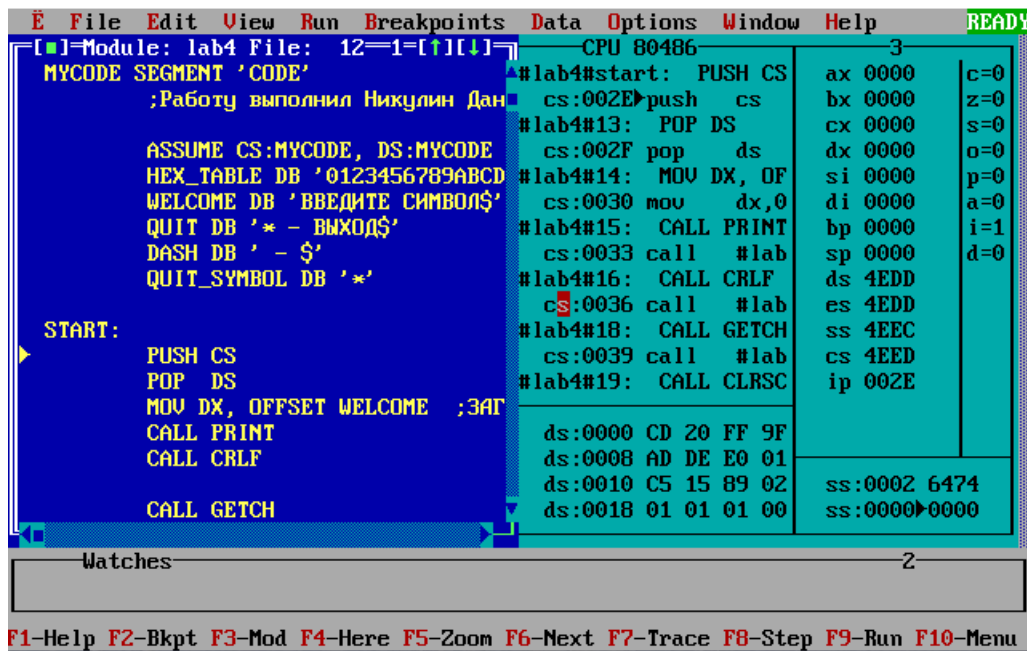 Ë File Edit View Run Breakpoints Data Options Window Help READY
[■]=Module: lab4 File: 12=1=[↑][↓]
MYCODE SEGMENT 'CODE'
;Работу выполнил Никулин Дан
ASSUME CS:MYCODE, DS:MYCODE
HEX_TABLE DB '0123456789ABCD
WELCOME DB 'ВВЕДИТЕ СИМВОЛ$'
QUIT DB '* - ВЫХОД$'
DASH DB ' - $'
QUIT_SYMBOL DB '*'
START:
PUSH CS
POP DS
MOV DX, OFFSET WELCOME ;ЗАГ
CALL PRINT
CALL CRLF
CALL GETCH
CPU 80486
#lab4#start: PUSH CS
cs:002E▶push cs
#lab4#13: POP DS
cs:002F pop ds
#lab4#14: MOV DX, OF
cs:0030 mov dx,0
#lab4#15: CALL PRINT
cs:0033 call #lab
#lab4#16: CALL CRLF
cs:0036 call #lab
#lab4#18: CALL GETCH
cs:0039 call #lab
#lab4#19: CALL CLRSC
ds:0000 CD 20 FF 9F
ds:0008 AD DE E0 01
ds:0010 C5 15 89 02
ds:0018 01 01 01 00
3
ax 0000 c=0
bx 0000 z=0
cx 0000 s=0
dx 0000 o=0
si 0000 p=0
di 0000 a=0
bp 0000 i=1
sp 0000 d=0
ds 4EDD
es 4EDD
ss 4EEC
cs 4EED
ip 002E
ss:0002 6474
ss:0000▶0000
Watches 2
F1-Help F2-Bkpt F3-Mod F4-Here F5-Zoom F6-Next F7-Trace F8-Step F9-Run F10-Menu